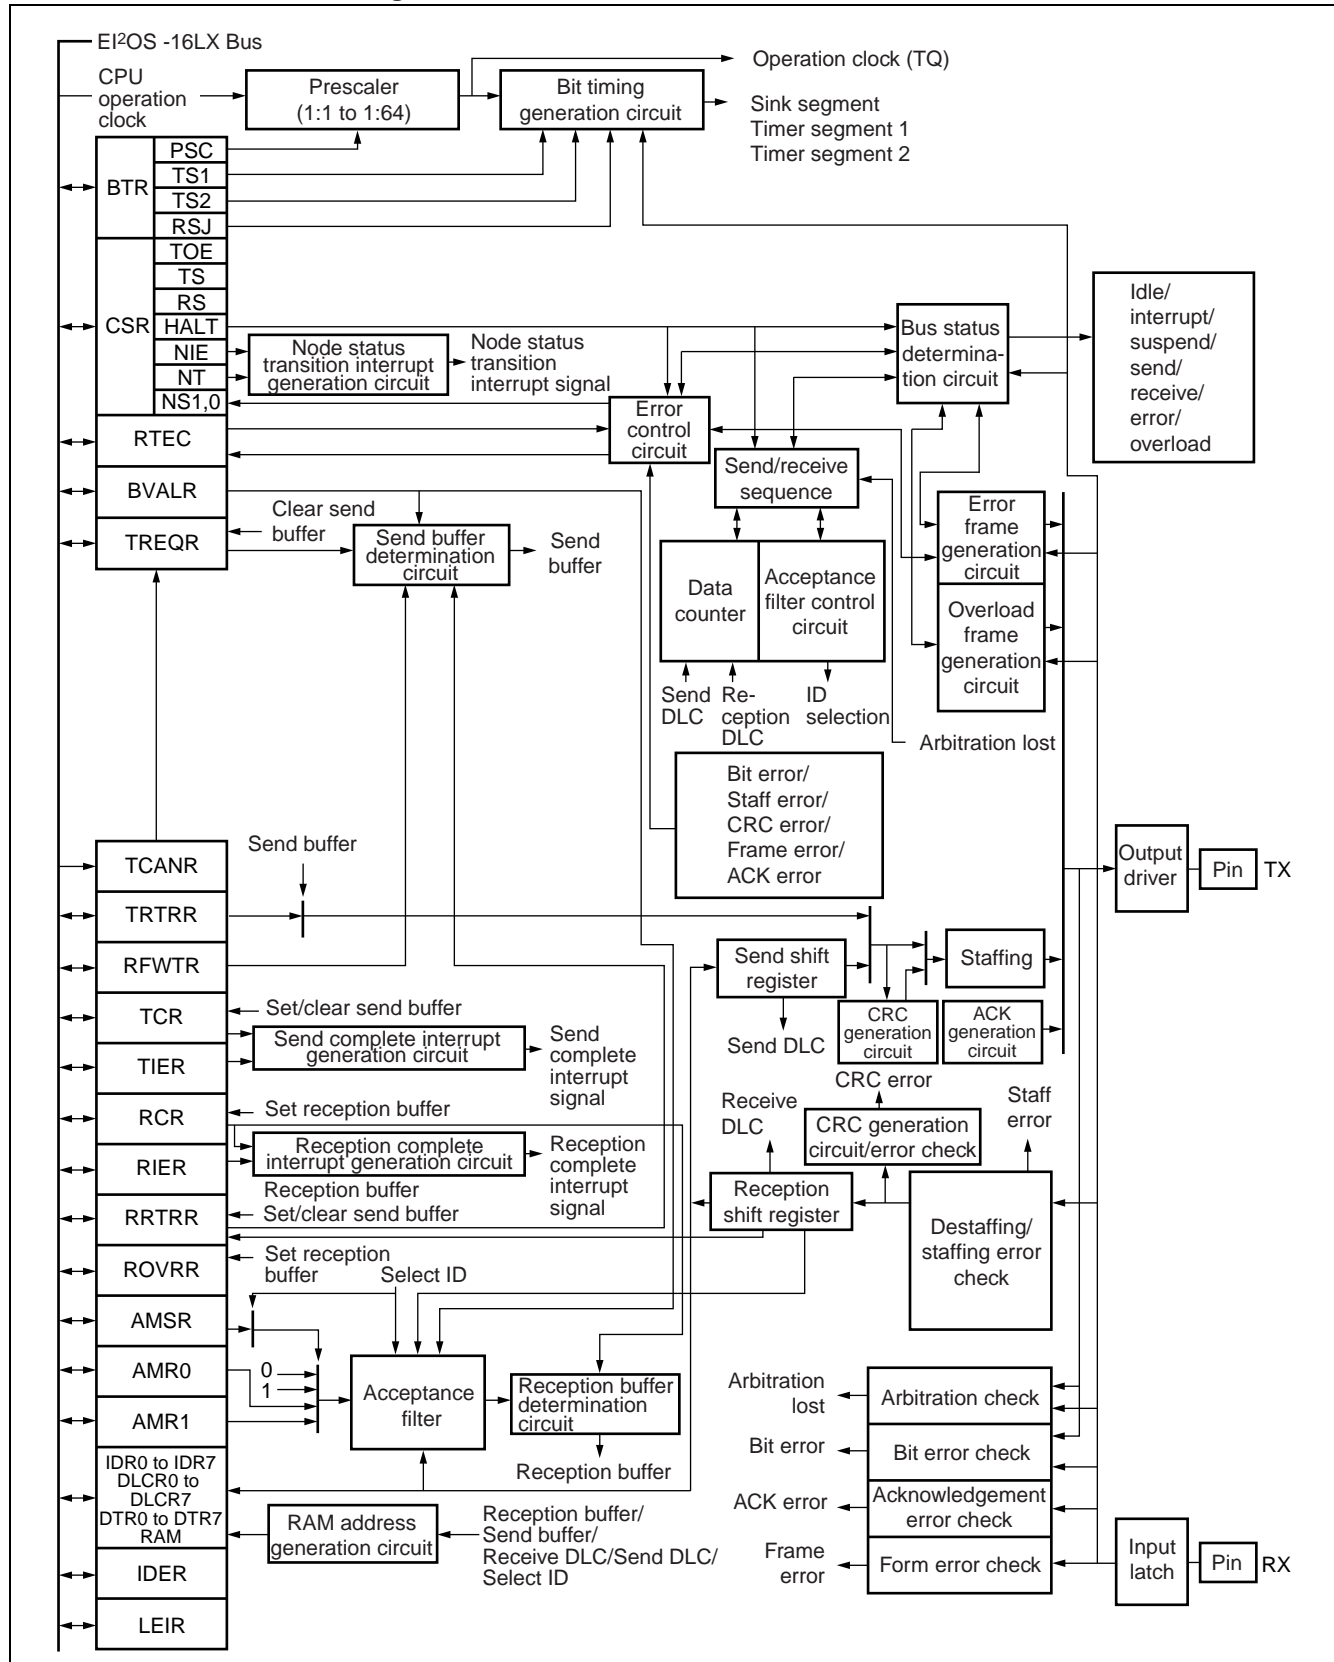 EI²OS -16LX Bus
CPU
operation
clock
Prescaler
(1:1 to 1:64)
Bit timing
generation circuit
Operation clock (TQ)
Sink segment
Timer segment 1
Timer segment 2
BTR
PSC
TS1
TS2
RSJ
CSR
TOE
TS
RS
HALT
NIE
NT
NS1,0
Node status
transition interrupt
generation circuit
Node status
transition
interrupt signal
Error
control
circuit
Bus status
determina-
tion circuit
Idle/
interrupt/
suspend/
send/
receive/
error/
overload
RTEC
BVALR
TREQR
Clear send
buffer
Send buffer
determination
circuit
Send
buffer
Send/receive
sequence
Data
counter
Acceptance
filter control
circuit
Error
frame
generation
circuit
Overload
frame
generation
circuit
Send
DLC
Re-
ception
DLC
ID
selection
Arbitration lost
Bit error/
Staff error/
CRC error/
Frame error/
ACK error
Output
driver
Pin
TX
TCANR
Send buffer
TRTRR
RFWTR
Send shift
register
Staffing
TCR
Set/clear send buffer
Send complete interrupt
generation circuit
Send
complete
interrupt
signal
Send DLC
CRC
generation
circuit
ACK
generation
circuit
TIER
CRC error
RCR
Set reception buffer
Receive
DLC
CRC generation
circuit/error check
Staff
error
Reception complete
interrupt generation circuit
Reception
complete
interrupt
signal
RIER
Reception
shift register
Destaffing/
staffing error
check
Reception buffer
RRTRR
Set/clear send buffer
ROVRR
Set reception
buffer
Select ID
AMSR
AMR0
0
1
Acceptance
filter
Reception buffer
determination
circuit
Arbitration
lost
Arbitration check
AMR1
Bit error
Bit error check
Reception buffer
IDR0 to IDR7
DLCR0 to
DLCR7
DTR0 to DTR7
RAM
RAM address
generation circuit
Reception buffer/
Send buffer/
Receive DLC/Send DLC/
Select ID
ACK error
Acknowledgement
error check
Frame
error
Form error check
Input
latch
Pin
RX
IDER
LEIR